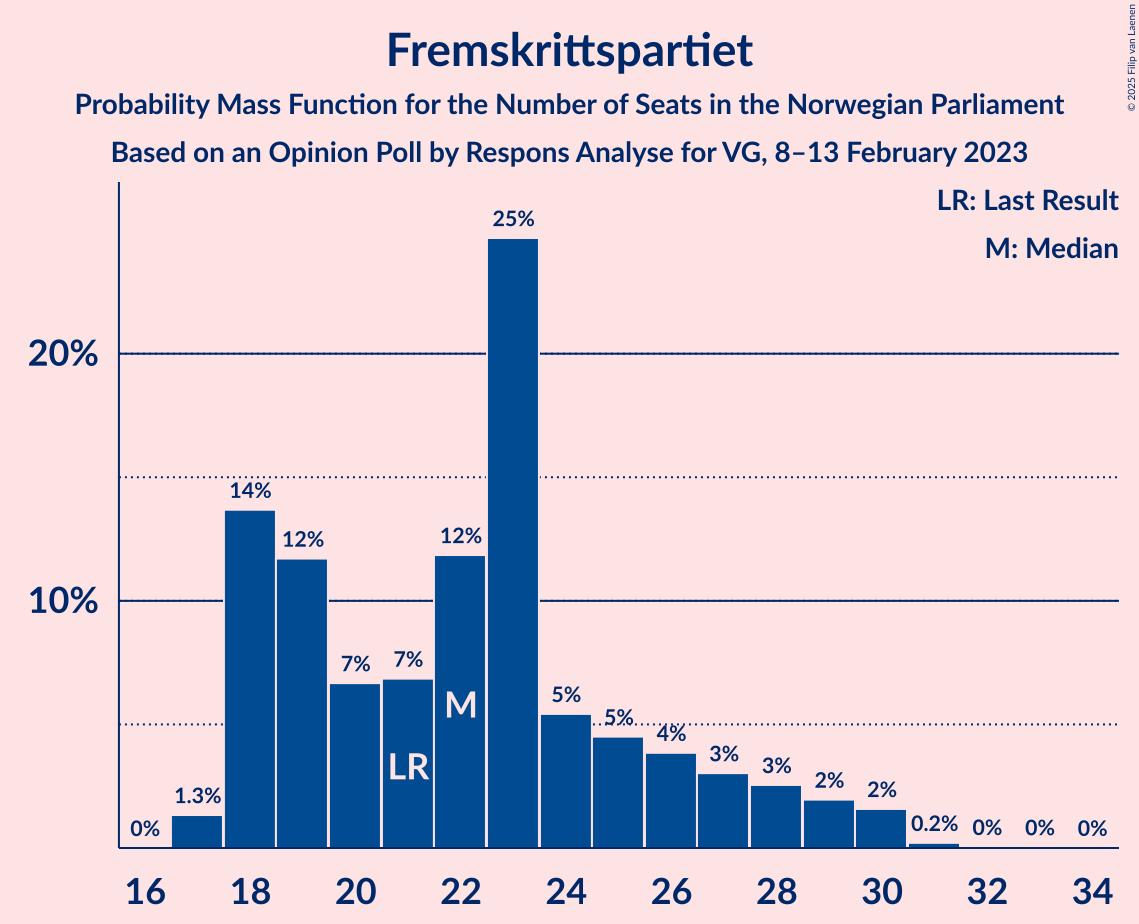 Fremskrittspartiet
Probability Mass Function for the Number of Seats in the Norwegian Parliament
Based on an Opinion Poll by Respons Analyse for VG, 8–13 February 2023
© 2025 Filip van Laenen
LR: Last Result
M: Median
25%
20%
14%
12%
12%
10%
7%
7%
5%
5%
4%
3%
3%
2%
2%
1.3%
0.2%
0%
0%
0%
0%
M
LR
16 18 20 22 24 26 28 30 32 34